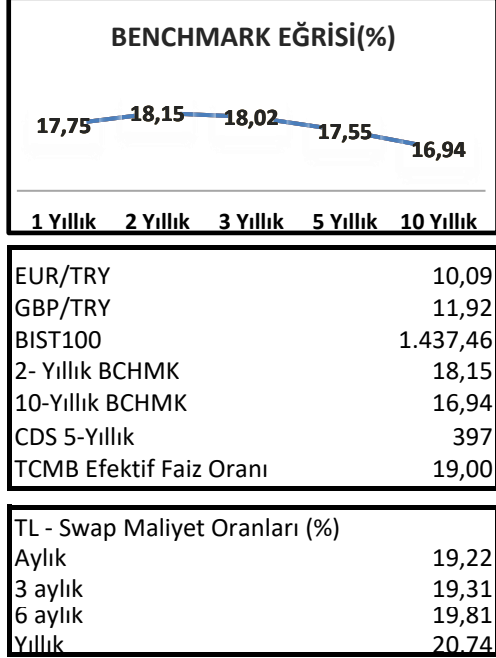 BENCHMARK EĞRİSİ(%)
17,75 18,15 18,02 17,55 16,94
1 Yıllık 2 Yıllık 3 Yıllık 5 Yıllık 10 Yıllık
EUR/TRY 10,09
GBP/TRY 11,92
BIST100 1.437,46
2- Yıllık BCHMK 18,15
10-Yıllık BCHMK 16,94
CDS 5-Yıllık 397
TCMB Efektif Faiz Oranı 19,00
TL - Swap Maliyet Oranları (%)
Aylık 19,22
3 aylık 19,31
6 aylık 19,81
Yıllık 20,74